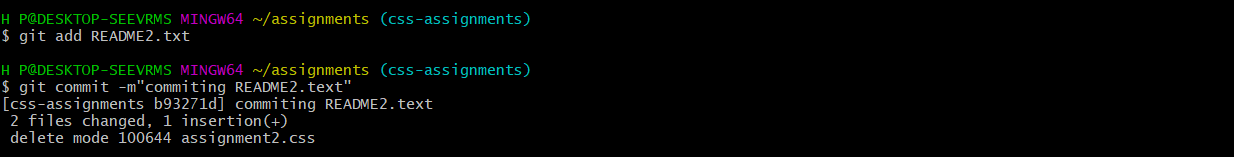 H P@DESKTOP-SEEVRMS MINGW64 ~/assignments (css-assignments)
$ git add README2.txt
H P@DESKTOP-SEEVRMS MINGW64 ~/assignments (css-assignments)
$ git commit -m"commiting README2.text"
[css-assignments b93271d] commiting README2.text
2 files changed, 1 insertion(+)
delete mode 100644 assignment2.css